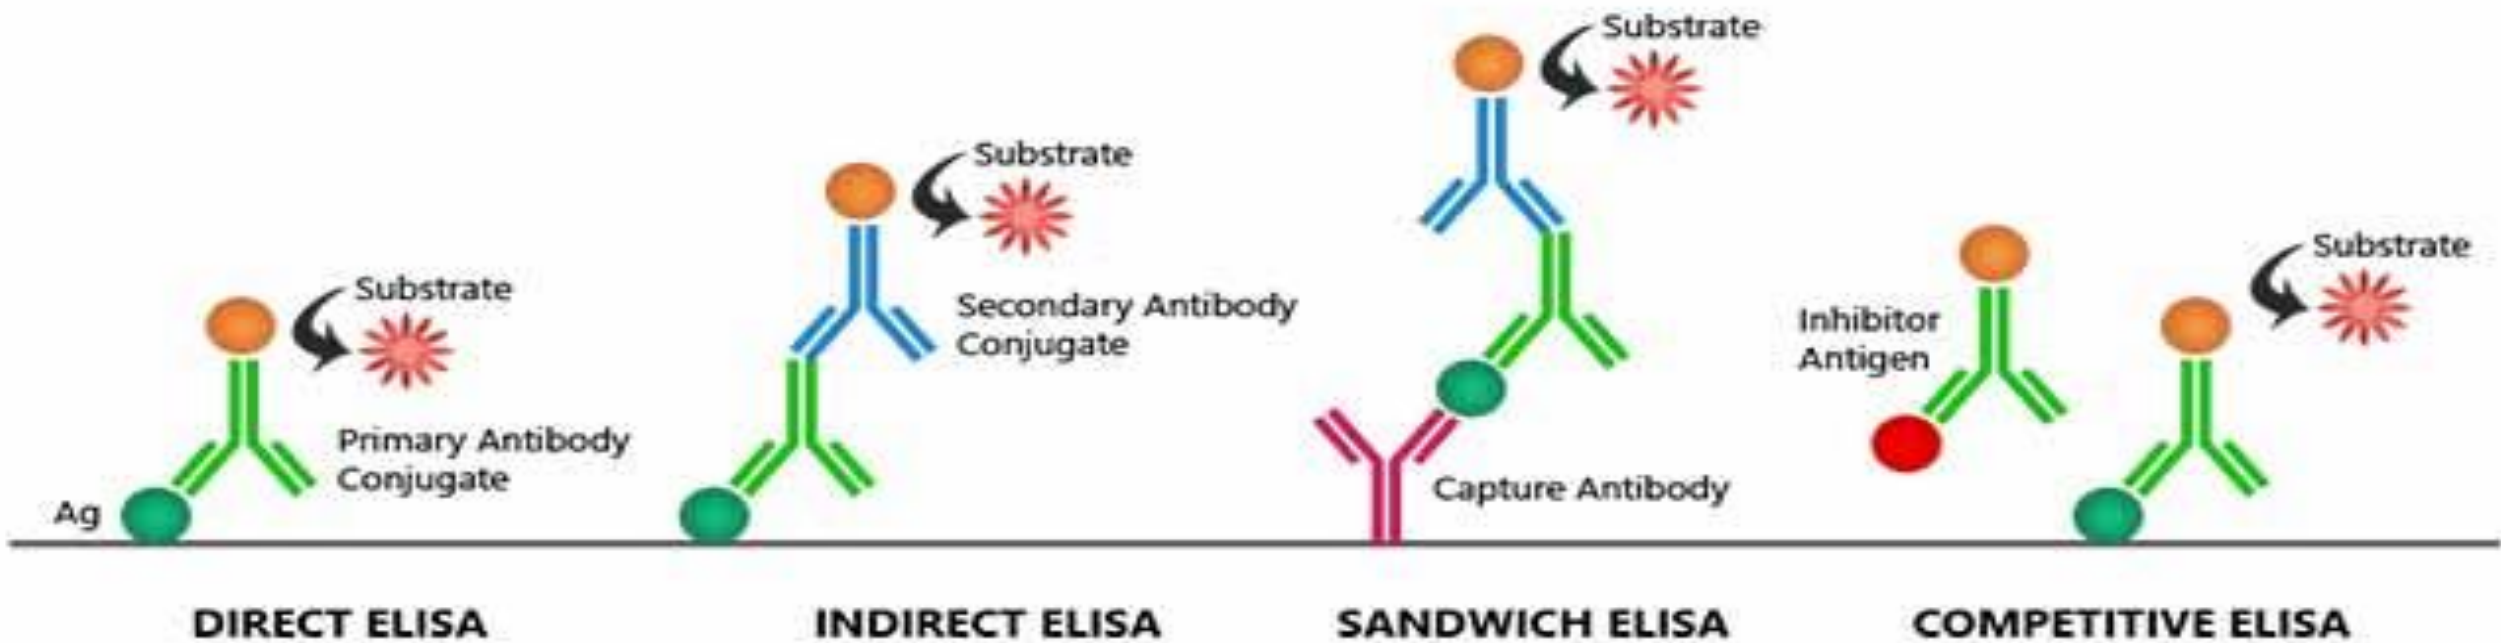 Ag
Substrate
Primary Antibody
Conjugate
DIRECT ELISA
Substrate
Secondary Antibody
Conjugate
INDIRECT ELISA
Substrate
Capture Antibody
SANDWICH ELISA
Inhibitor
Antigen
Substrate
COMPETITIVE ELISA